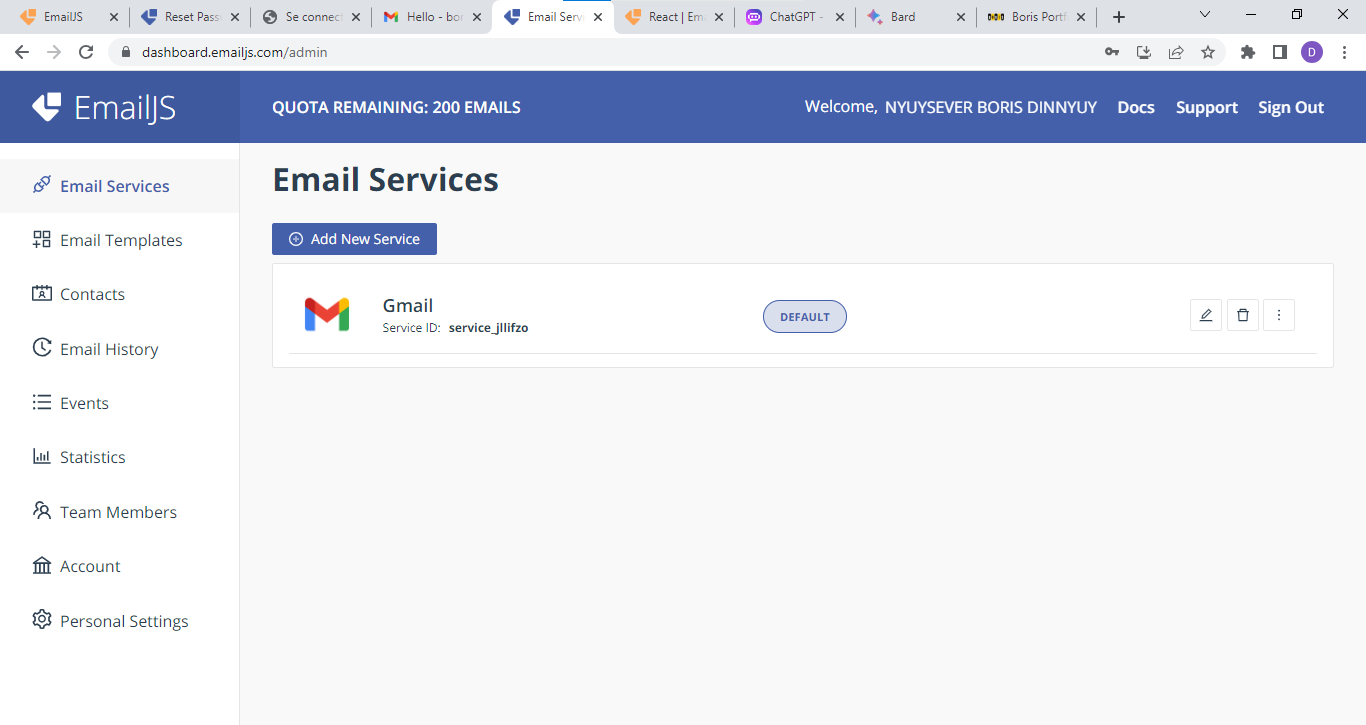 EmailJS
Reset Pass
Se connect
Hello - bor
Email Servi
React | Ema
ChatGPT -
Bard
Boris Portf
dashboard.emailjs.com/admin
D
EmailJS
QUOTA REMAINING: 200 EMAILS
Welcome, NYUYSEVER BORIS DINNYUY
Docs
Support
Sign Out
Email Services
Email Templates
Contacts
Email History
Events
Statistics
Team Members
Account
Personal Settings
Email Services
Add New Service
Gmail
Service ID: service_jllifzo
DEFAULT